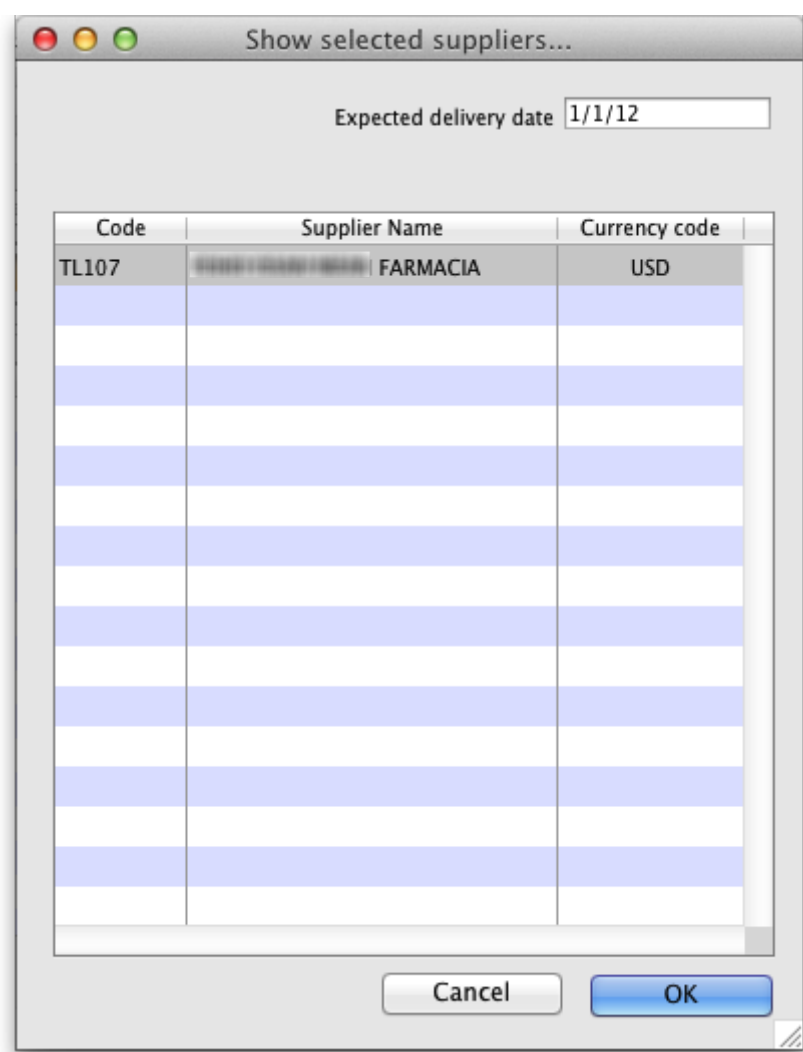 Show selected suppliers...
Expected delivery date 1/1/12
Code Supplier Name Currency code
TL107 FARMACIA USD
Cancel OK